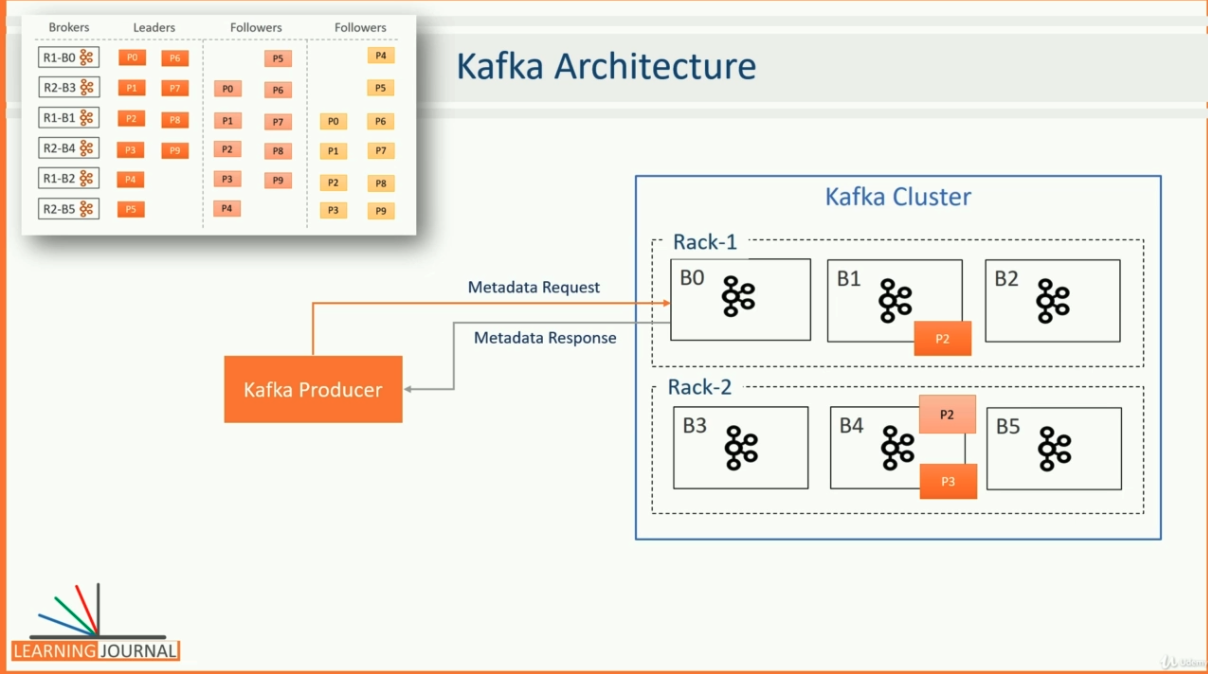 Brokers Leaders Followers Followers
R1-B0 P0 P6 P5 P4
R2-B3 P1 P7 P0 P6 P5
R1-B1 P2 P8 P1 P7 P0 P6
R2-B4 P3 P9 P2 P8 P1 P7
R1-B2 P4 P3 P9 P2 P8
R2-B5 P5 P4 P3 P9
Kafka Architecture
Kafka Cluster
Rack-1
B0 B1 B2
P2
Metadata Request
Metadata Response
Kafka Producer
Rack-2
B3 B4 P2 B5
P3
LEARNING JOURNAL
Udemy